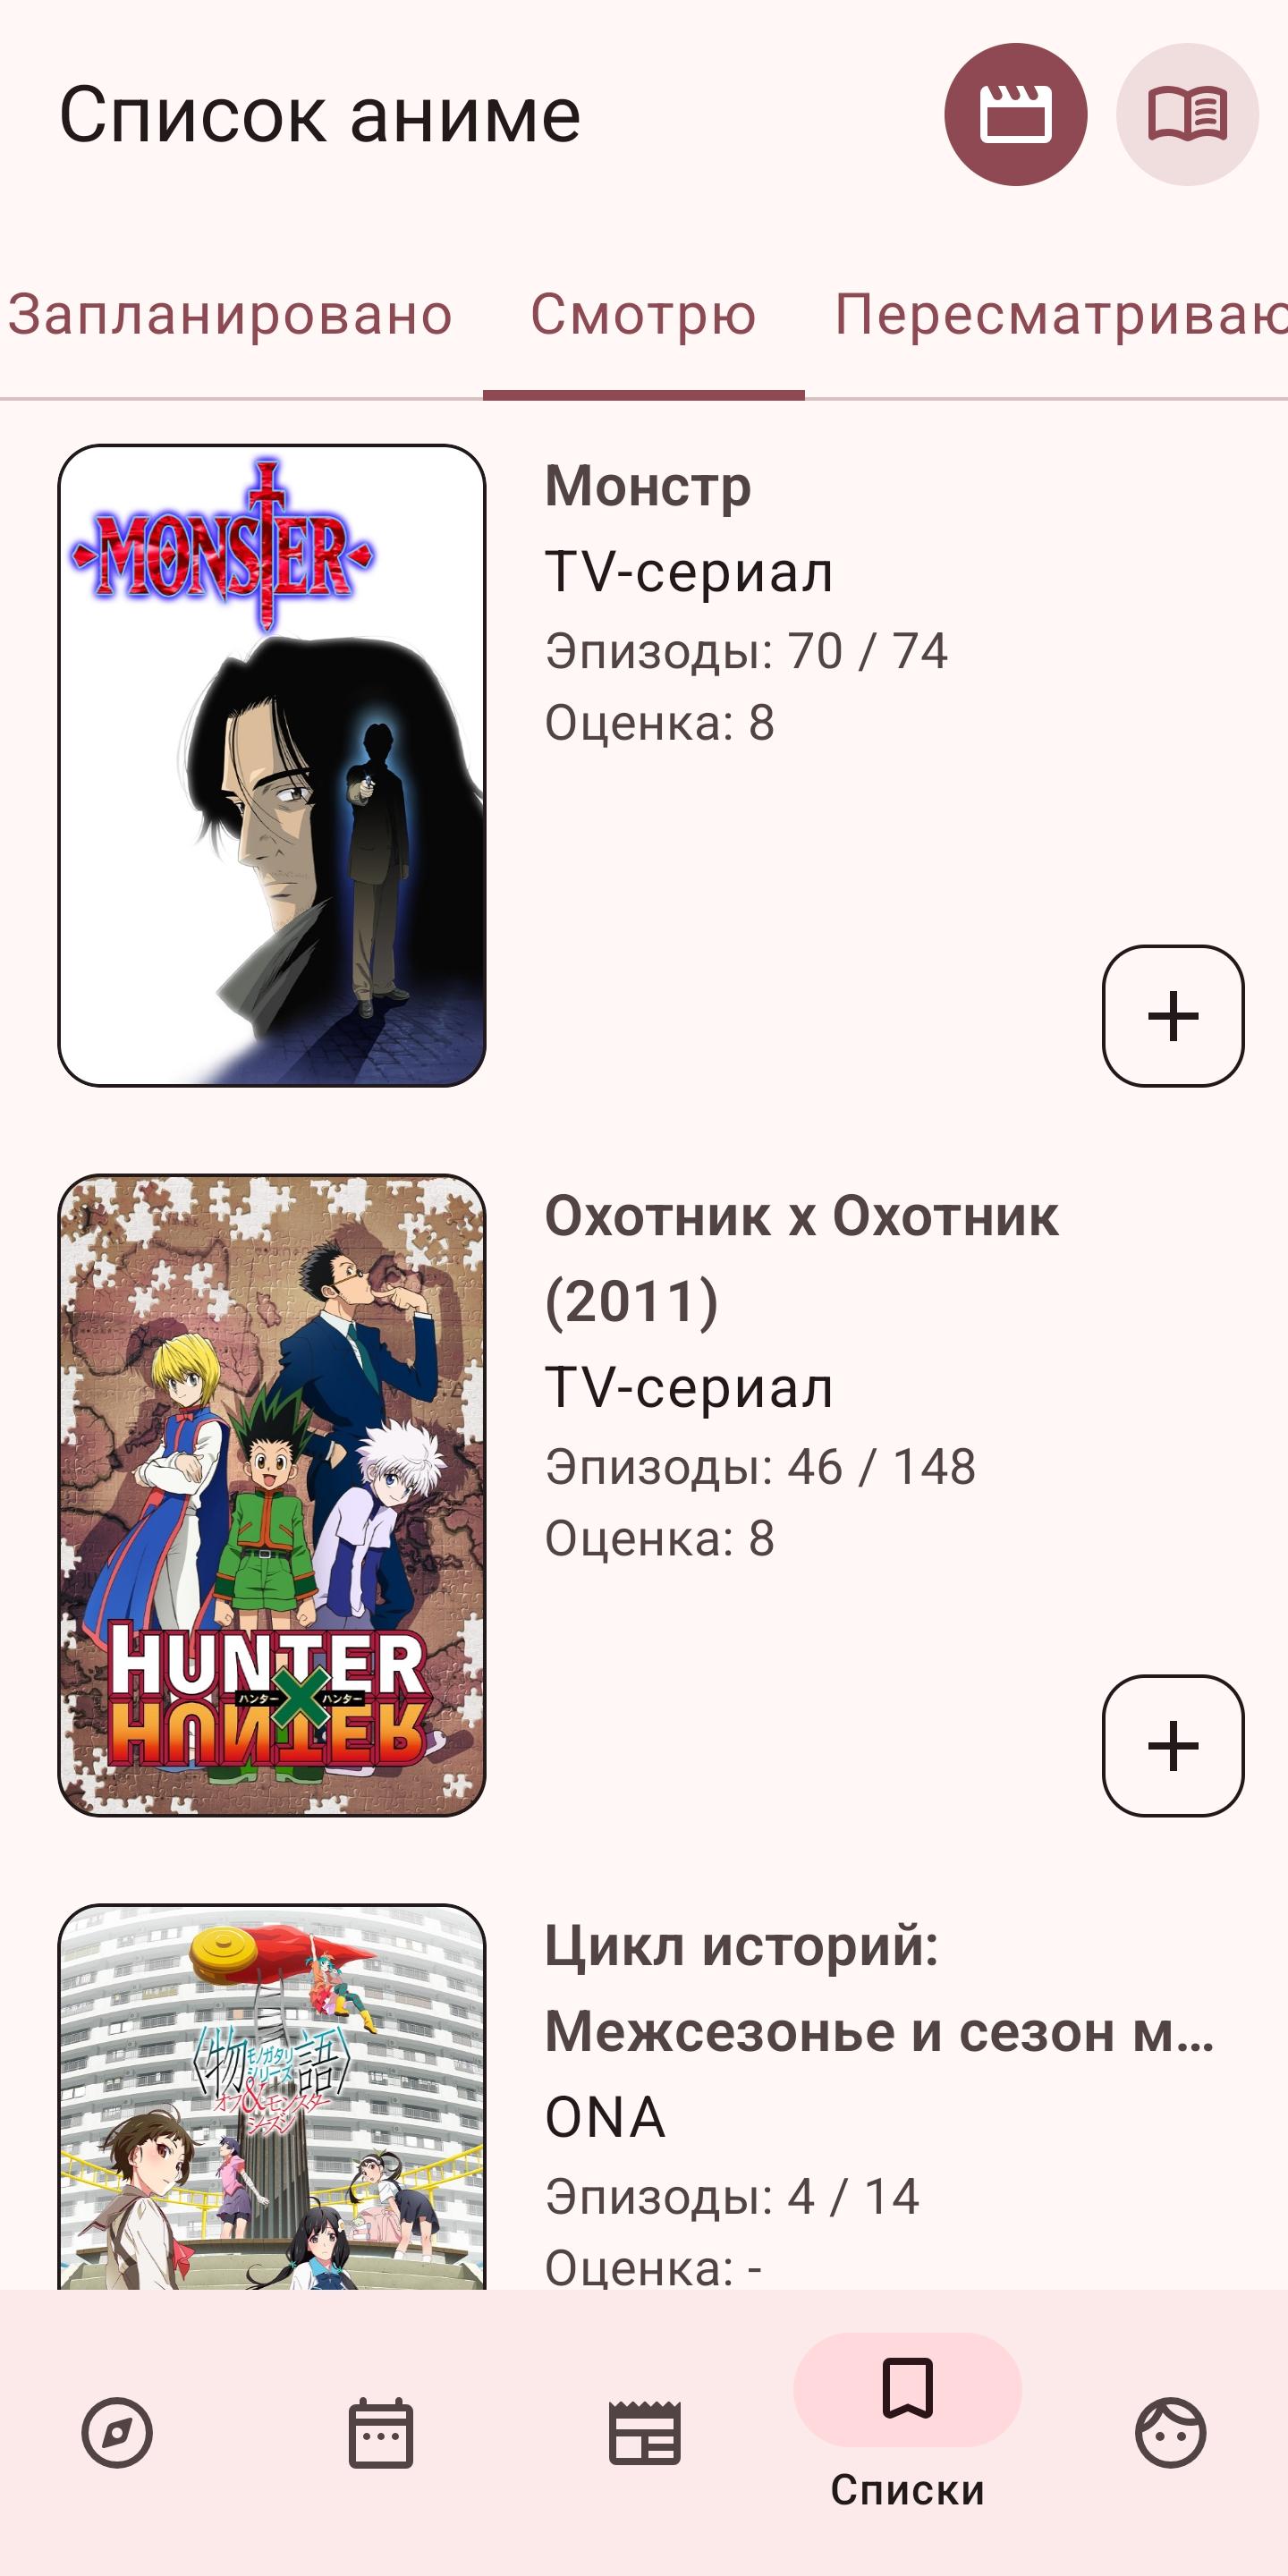 Список аниме
Запланировано Смотрю Пересматриваю
MONSTER
Монстр
TV-сериал
Эпизоды: 70 / 74
Оценка: 8
Охотник х Охотник
(2011)
TV-сериал
Эпизоды: 46 / 148
Оценка: 8
HUNTER
ハンター X ハンター
HUNTER
Цикл историй:
Межсезонье и сезон м...
ONA
Эпизоды: 4 / 14
Оценка: -
〈物語〉
モノガタリ
シリーズ
オフ&モンスター
シーズン
Списки